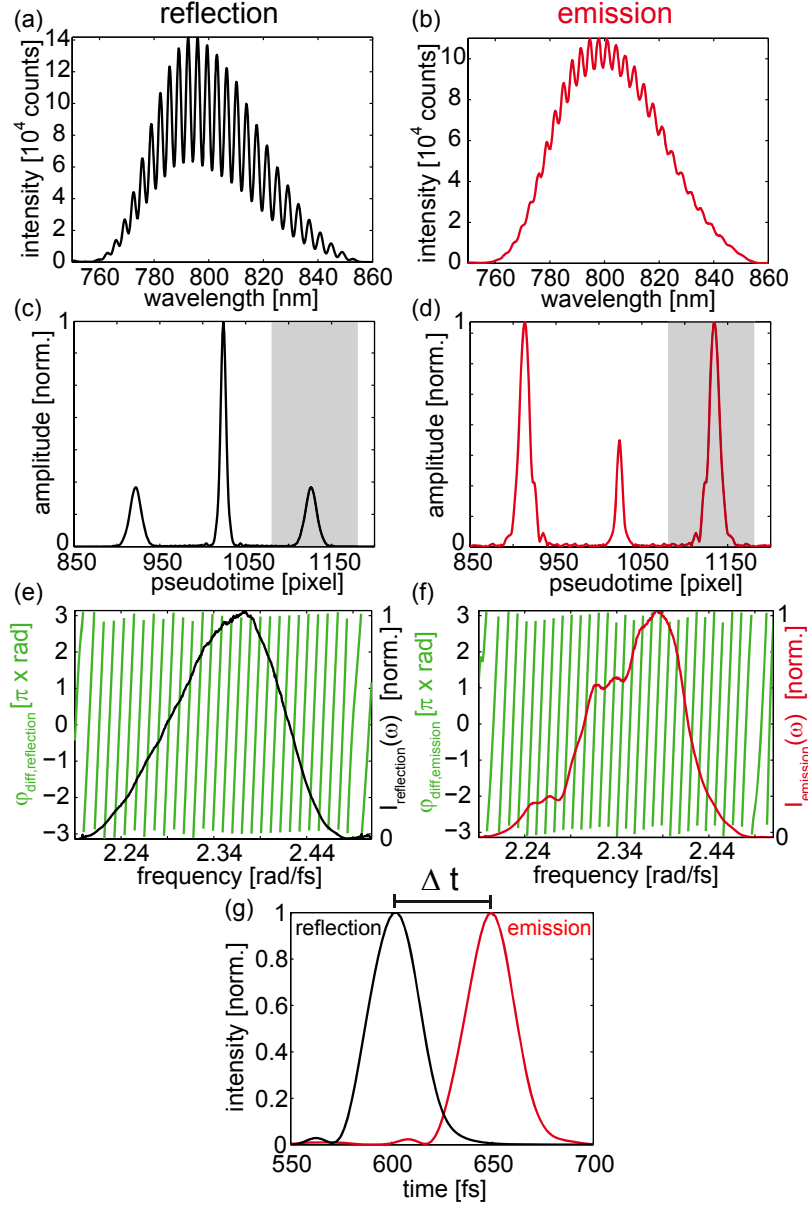 reflection
emission
(a)
14
12
10
8
6
4
2
0
intensity [10⁴ counts]
760 780 800 820 840 860
wavelength [nm]
(b)
10
8
6
4
2
0
intensity [10⁴ counts]
760 780 800 820 840 860
wavelength [nm]
(c)
1
0
amplitude [norm.]
850 950 1050 1150
pseudotime [pixel]
(d)
1
0
amplitude [norm.]
850 950 1050 1150
pseudotime [pixel]
(e)
3
2
1
0
−1
−2
−3
φdiff,reflection [π x rad]
1
0
Ireflection(ω) [norm.]
2.24 2.34 2.44
frequency [rad/fs]
(f)
3
2
1
0
−1
−2
−3
φdiff,emission [π x rad]
1
0
Iemission(ω) [norm.]
2.24 2.34 2.44
frequency [rad/fs]
(g)
Δ t
reflection
emission
1
0.8
0.6
0.4
0.2
0
intensity [norm.]
550 600 650 700
time [fs]